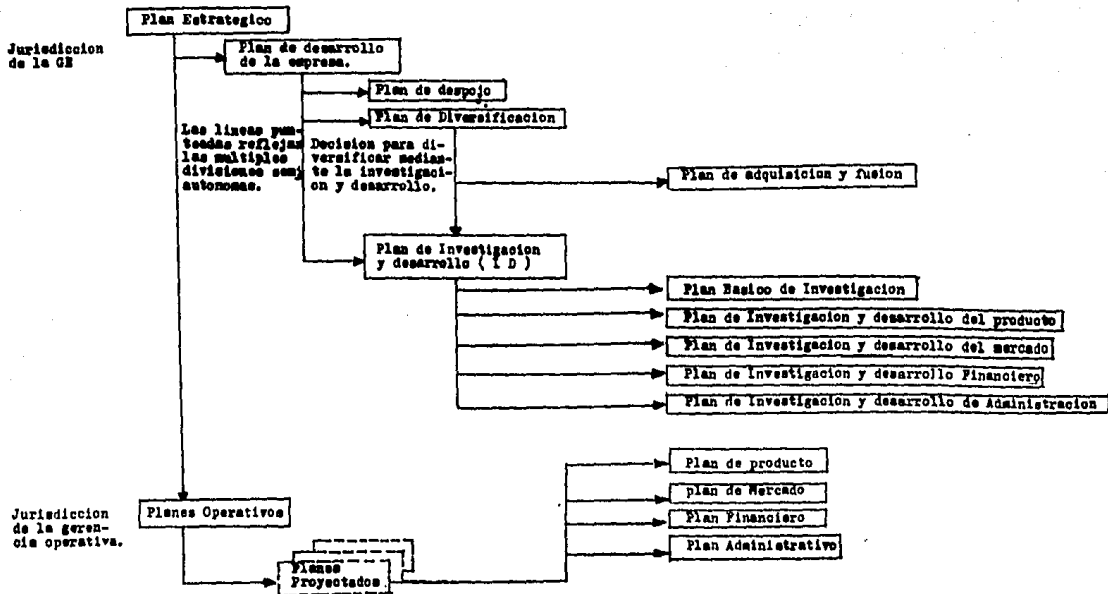 Plan Estrategico
Jurisdiccion
de la GE
Plan de desarrollo
de la empresa.
Plan de despojo
Plan de Diversificacion
Las lineas pun-
teadas reflejan
las multiples
divisiones semi
autonomas.
Decision para di-
versificar median-
te la investigaci-
on y desarrollo.
Plan de adquisicion y fusion
Plan de Investigacion
y desarrollo ( I D )
Plan Basico de Investigacion
Plan de Investigacion y desarrollo del producto
Plan de Investigacion y desarrollo del mercado
Plan de Investigacion y desarrollo Financiero
Plan de Investigacion y desarrollo de Administracion
Plan de producto
plan de Mercado
Plan Financiero
Plan Administrativo
Jurisdiccion
de la geren-
cia operativa.
Planes Operativos
Planes
Proyectados